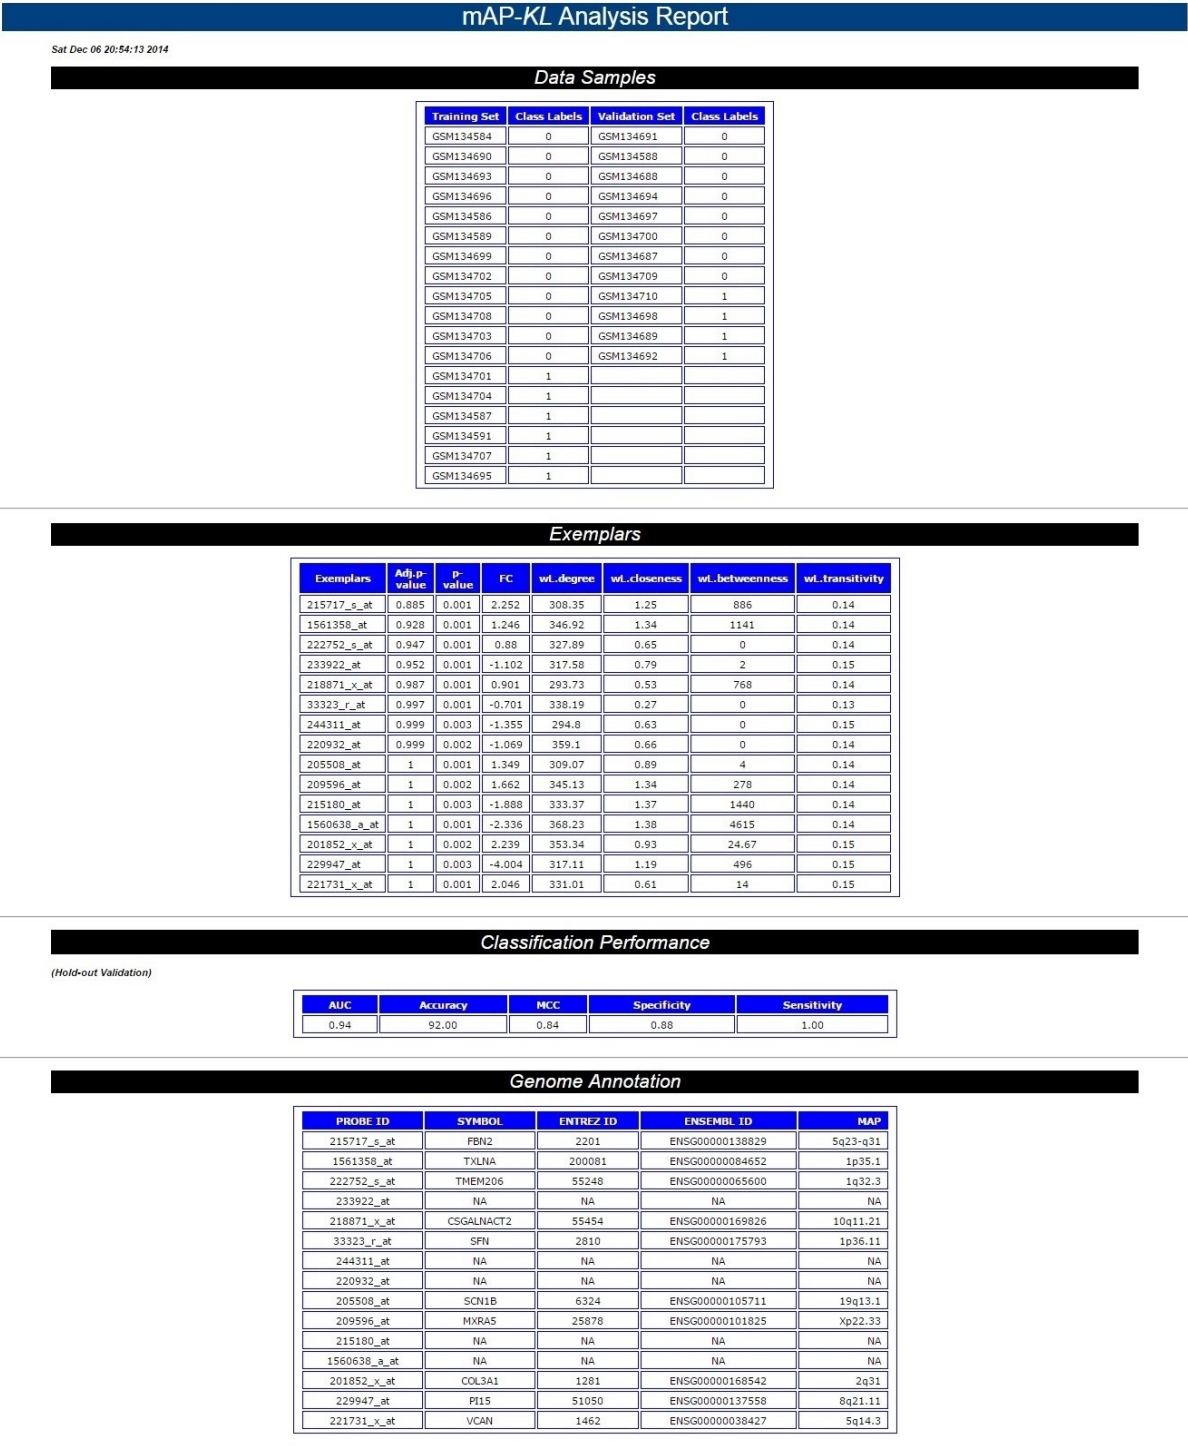 mAP-KL Analysis Report
Sat Dec 06 20:54:13 2014
Data Samples
Training Set Class Labels Validation Set Class Labels
GSM134584 0 GSM134691 0
GSM134690 0 GSM134588 0
GSM134693 0 GSM134688 0
GSM134696 0 GSM134694 0
GSM134586 0 GSM134697 0
GSM134589 0 GSM134700 0
GSM134699 0 GSM134687 0
GSM134702 0 GSM134709 0
GSM134705 0 GSM134710 1
GSM134708 0 GSM134698 1
GSM134703 0 GSM134689 1
GSM134706 0 GSM134692 1
GSM134701 1
GSM134704 1
GSM134587 1
GSM134591 1
GSM134707 1
GSM134695 1
Exemplars
Exemplars Adj.p-value p-value FC wL.degree wL.closeness wL.betweenness wL.transitivity
215717_s_at 0.885 0.001 2.252 308.35 1.25 886 0.14
1561358_at 0.928 0.001 1.246 346.92 1.34 1141 0.14
222752_s_at 0.947 0.001 0.88 327.89 0.65 0 0.14
233922_at 0.952 0.001 -1.102 317.58 0.79 2 0.15
218871_x_at 0.987 0.001 0.901 293.73 0.53 768 0.14
33323_r_at 0.997 0.001 -0.701 338.19 0.27 0 0.13
244311_at 0.999 0.003 -1.355 294.8 0.63 0 0.15
220932_at 0.999 0.002 -1.069 359.1 0.66 0 0.14
205508_at 1 0.001 1.349 309.07 0.89 4 0.14
209596_at 1 0.002 1.662 345.13 1.34 278 0.14
215180_at 1 0.003 -1.888 333.37 1.37 1440 0.14
1560638_a_at 1 0.001 -2.336 368.23 1.38 4615 0.14
201852_x_at 1 0.002 2.239 353.34 0.93 24.67 0.15
229947_at 1 0.003 -4.004 317.11 1.19 496 0.15
221731_x_at 1 0.001 2.046 331.01 0.61 14 0.15
Classification Performance
(Hold-out Validation)
AUC Accuracy MCC Specificity Sensitivity
0.94 92.00 0.84 0.88 1.00
Genome Annotation
PROBE ID SYMBOL ENTREZ ID ENSEMBL ID MAP
215717_s_at FBN2 2201 ENSG00000138829 5q23-q31
1561358_at TXLNA 200081 ENSG00000084652 1p35.1
222752_s_at TMEM206 55248 ENSG00000065600 1q32.3
233922_at NA NA NA NA
218871_x_at CSGALNACT2 55454 ENSG00000169826 10q11.21
33323_r_at SFN 2810 ENSG00000175793 1p36.11
244311_at NA NA NA NA
220932_at NA NA NA NA
205508_at SCN1B 6324 ENSG00000105711 19q13.1
209596_at MXRA5 25878 ENSG00000101825 Xp22.33
215180_at NA NA NA NA
1560638_a_at NA NA NA NA
201852_x_at COL3A1 1281 ENSG00000168542 2q31
229947_at PI15 51050 ENSG00000137558 8q21.11
221731_x_at VCAN 1462 ENSG00000038427 5q14.3